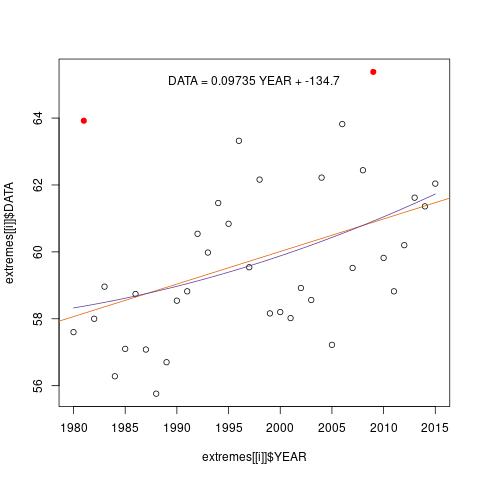 DATA = 0.09735 YEAR + -134.7
extremes[[i]]$DATA
64
62
60
58
56
1980 1985 1990 1995 2000 2005 2010 2015
extremes[[i]]$YEAR